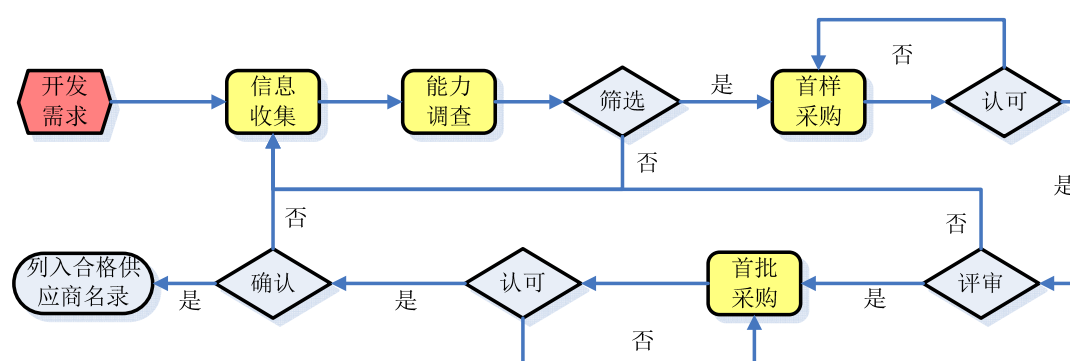 开发
需求
信息
收集
能力
调查
筛选
是
首样
采购
否
认可
否
是
否
否
列入合格供
应商名录
是
确认
是
认可
首批
采购
是
评审
否